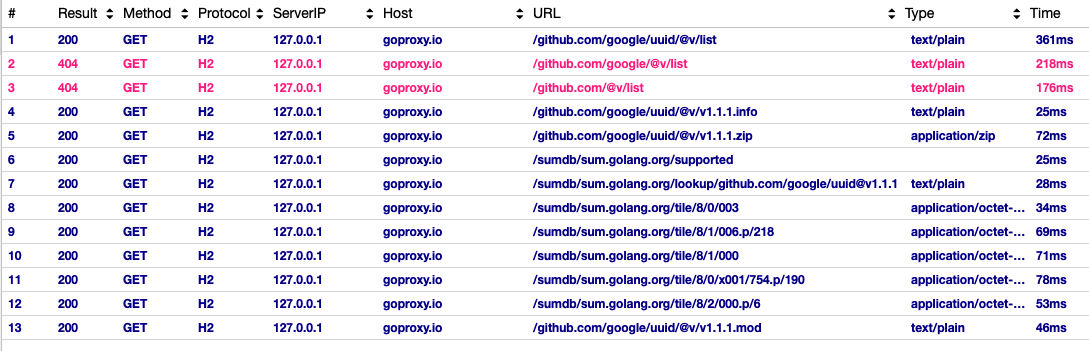 # Result Method Protocol ServerIP Host URL Type Time
1 200 GET H2 127.0.0.1 goproxy.io /github.com/google/uuid/@v/list text/plain 361ms
2 404 GET H2 127.0.0.1 goproxy.io /github.com/google/@v/list text/plain 218ms
3 404 GET H2 127.0.0.1 goproxy.io /github.com/@v/list text/plain 176ms
4 200 GET H2 127.0.0.1 goproxy.io /github.com/google/uuid/@v/v1.1.1.info text/plain 25ms
5 200 GET H2 127.0.0.1 goproxy.io /github.com/google/uuid/@v/v1.1.1.zip application/zip 72ms
6 200 GET H2 127.0.0.1 goproxy.io /sumdb/sum.golang.org/supported 25ms
7 200 GET H2 127.0.0.1 goproxy.io /sumdb/sum.golang.org/lookup/github.com/google/uuid@v1.1.1 text/plain 28ms
8 200 GET H2 127.0.0.1 goproxy.io /sumdb/sum.golang.org/tile/8/0/003 application/octet-... 34ms
9 200 GET H2 127.0.0.1 goproxy.io /sumdb/sum.golang.org/tile/8/1/006.p/218 application/octet-... 69ms
10 200 GET H2 127.0.0.1 goproxy.io /sumdb/sum.golang.org/tile/8/1/000 application/octet-... 71ms
11 200 GET H2 127.0.0.1 goproxy.io /sumdb/sum.golang.org/tile/8/0/x001/754.p/190 application/octet-... 78ms
12 200 GET H2 127.0.0.1 goproxy.io /sumdb/sum.golang.org/tile/8/2/000.p/6 application/octet-... 53ms
13 200 GET H2 127.0.0.1 goproxy.io /github.com/google/uuid/@v/v1.1.1.mod text/plain 46ms